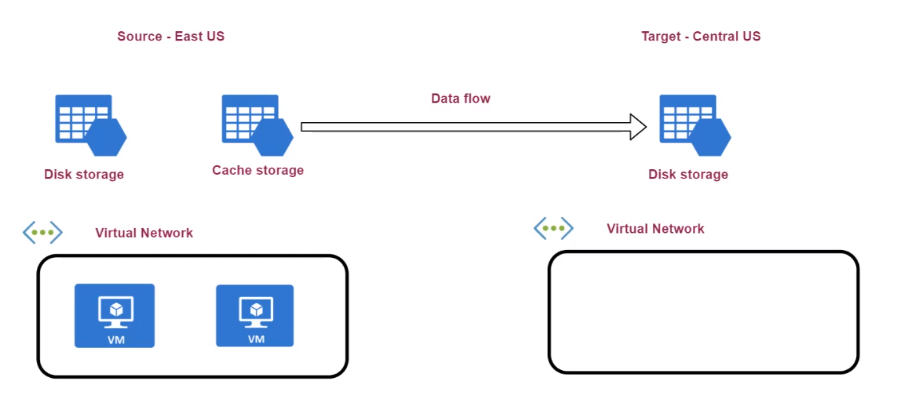 Source - East US
Target - Central US
Data flow
Disk storage
Cache storage
Disk storage
Virtual Network
Virtual Network
VM
VM